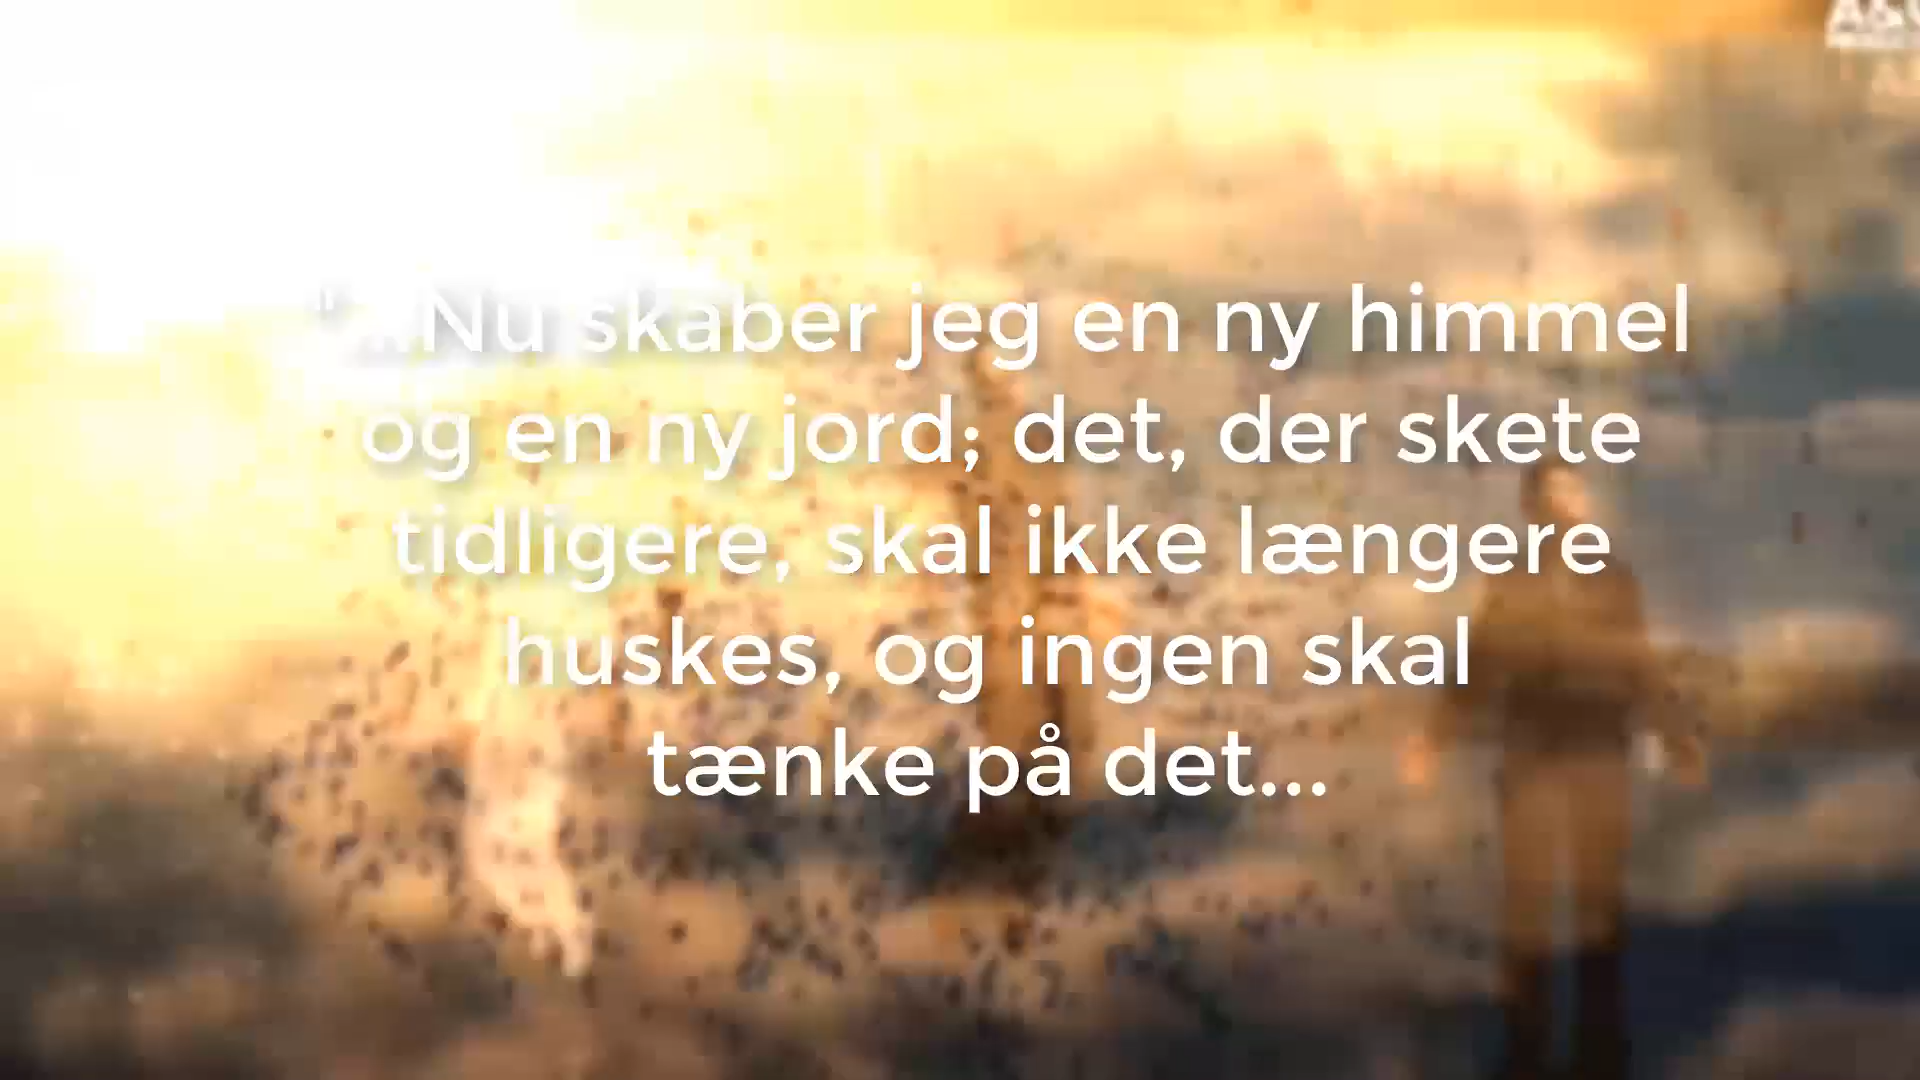 "...Nu skaber jeg en ny himmel
og en ny jord; det, der skete
tidligere, skal ikke længere
huskes, og ingen skal
tænke på det...